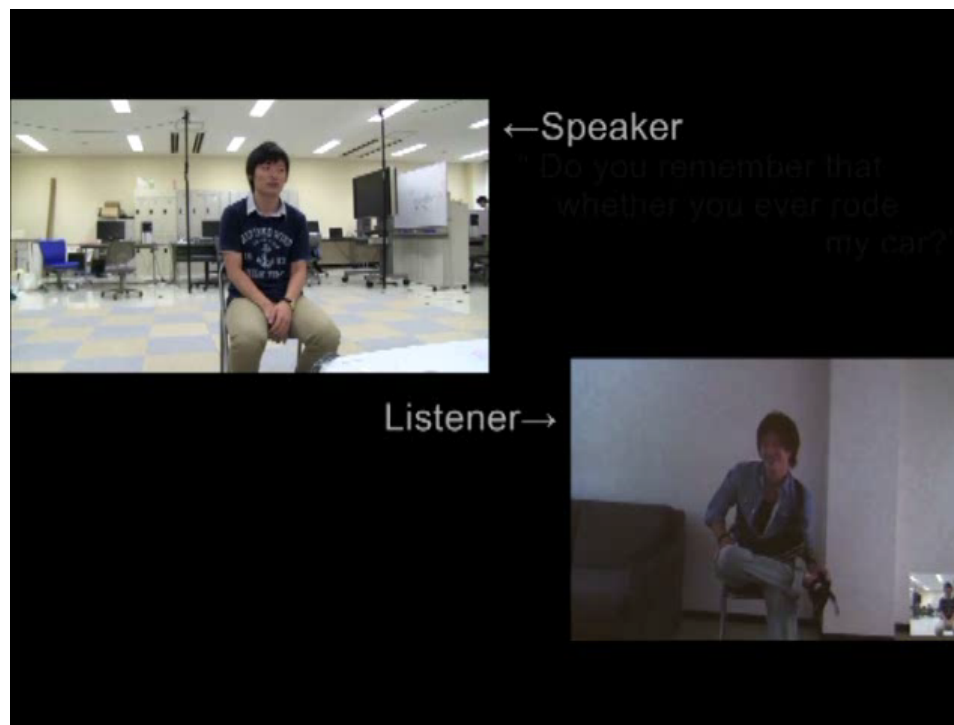 ←Speaker
“ Do you remember that
whether you ever rode
my car?”
Listener→